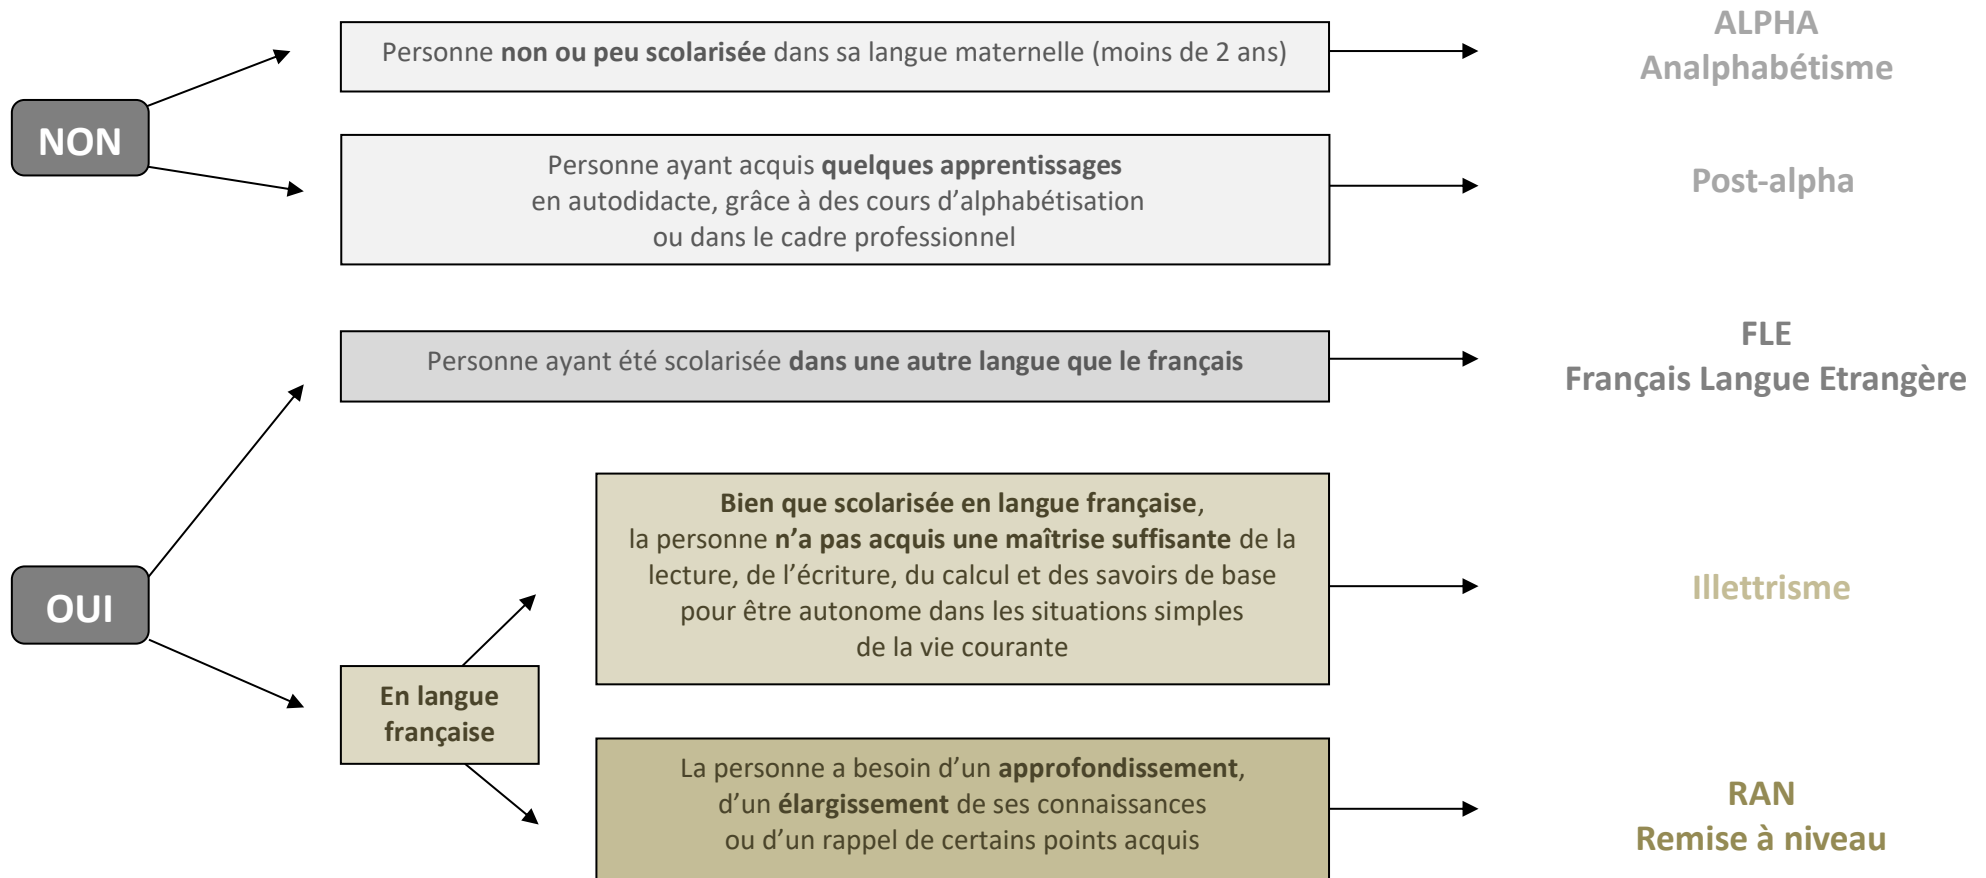 NON
Personne non ou peu scolarisée dans sa langue maternelle (moins de 2 ans)
ALPHA
Analphabétisme
Personne ayant acquis quelques apprentissages
en autodidacte, grâce à des cours d’alphabétisation
ou dans le cadre professionnel
Post-alpha
OUI
Personne ayant été scolarisée dans une autre langue que le français
FLE
Français Langue Etrangère
En langue
française
Bien que scolarisée en langue française,
la personne n’a pas acquis une maîtrise suffisante de la
lecture, de l’écriture, du calcul et des savoirs de base
pour être autonome dans les situations simples
de la vie courante
Illettrisme
La personne a besoin d’un approfondissement,
d’un élargissement de ses connaissances
ou d’un rappel de certains points acquis
RAN
Remise à niveau